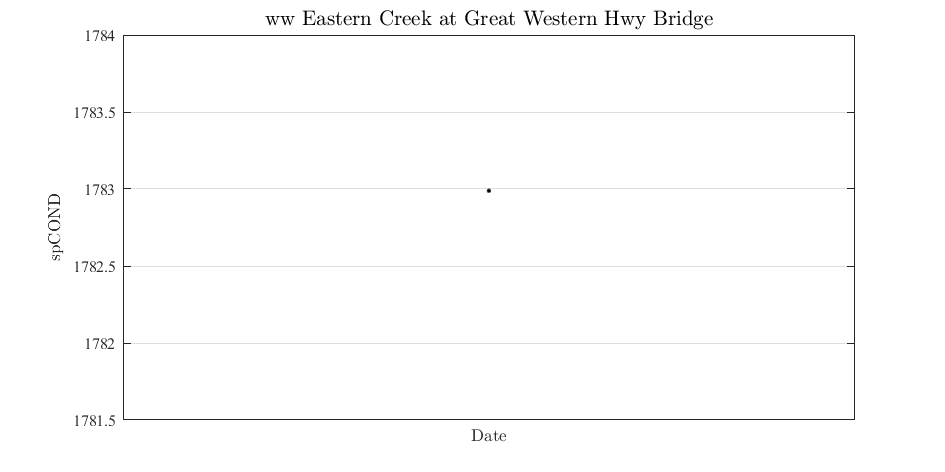 ww Eastern Creek at Great Western Hwy Bridge
1784
1783.5
1783
1782.5
1782
1781.5
spCOND
Date